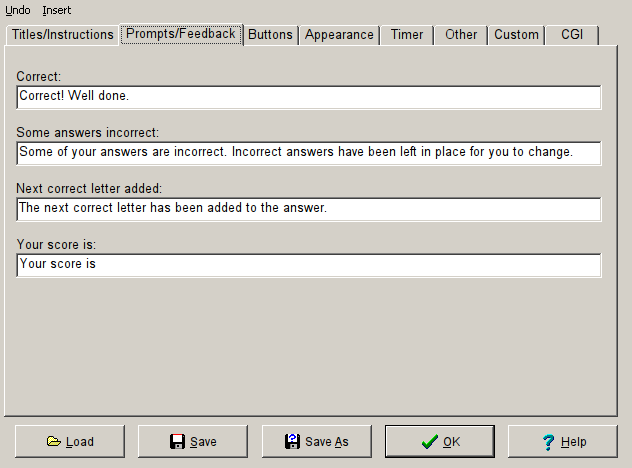 Undo Insert
Titles/Instructions Prompts/Feedback Buttons Appearance Timer Other Custom CGI
Correct:
Correct! Well done.
Some answers incorrect:
Some of your answers are incorrect. Incorrect answers have been left in place for you to change.
Next correct letter added:
The next correct letter has been added to the answer.
Your score is:
Your score is
Load Save Save As OK Help